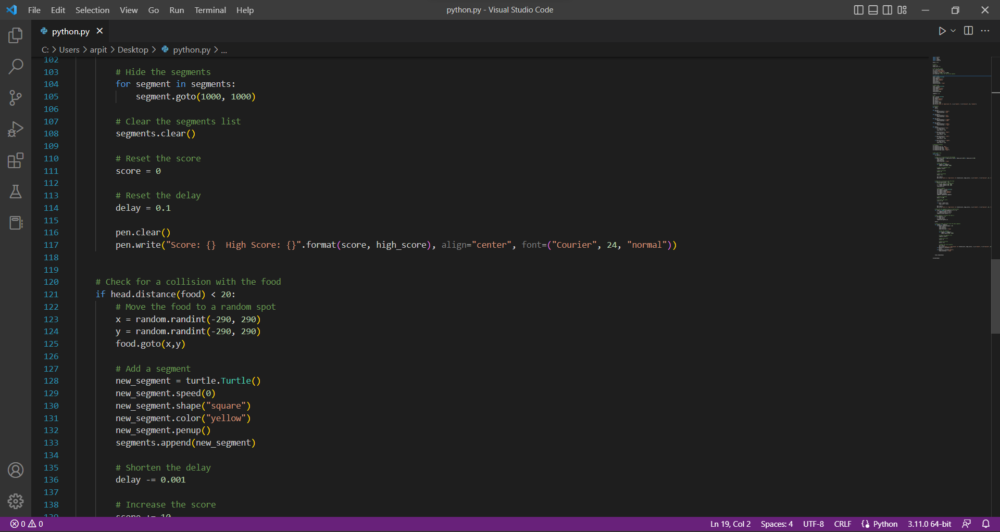 File Edit Selection View Go Run Terminal Help
python.py - Visual Studio Code
python.py
C: > Users > arpit > Desktop > python.py > ...
102
103 # Hide the segments
104 for segment in segments:
105 segment.goto(1000, 1000)
106
107 # Clear the segments list
108 segments.clear()
109
110 # Reset the score
111 score = 0
112
113 # Reset the delay
114 delay = 0.1
115
116 pen.clear()
117 pen.write("Score: {}  High Score: {}".format(score, high_score), align="center", font=("Courier", 24, "normal"))
118
119
120 # Check for a collision with the food
121 if head.distance(food) < 20:
122 # Move the food to a random spot
123 x = random.randint(-290, 290)
124 y = random.randint(-290, 290)
125 food.goto(x,y)
126
127 # Add a segment
128 new_segment = turtle.Turtle()
129 new_segment.speed(0)
130 new_segment.shape("square")
131 new_segment.color("yellow")
132 new_segment.penup()
133 segments.append(new_segment)
134
135 # Shorten the delay
136 delay -= 0.001
137
138 # Increase the score
139 score += 10
0 0 Ln 19, Col 2 Spaces: 4 UTF-8 CRLF Python 3.11.0 64-bit